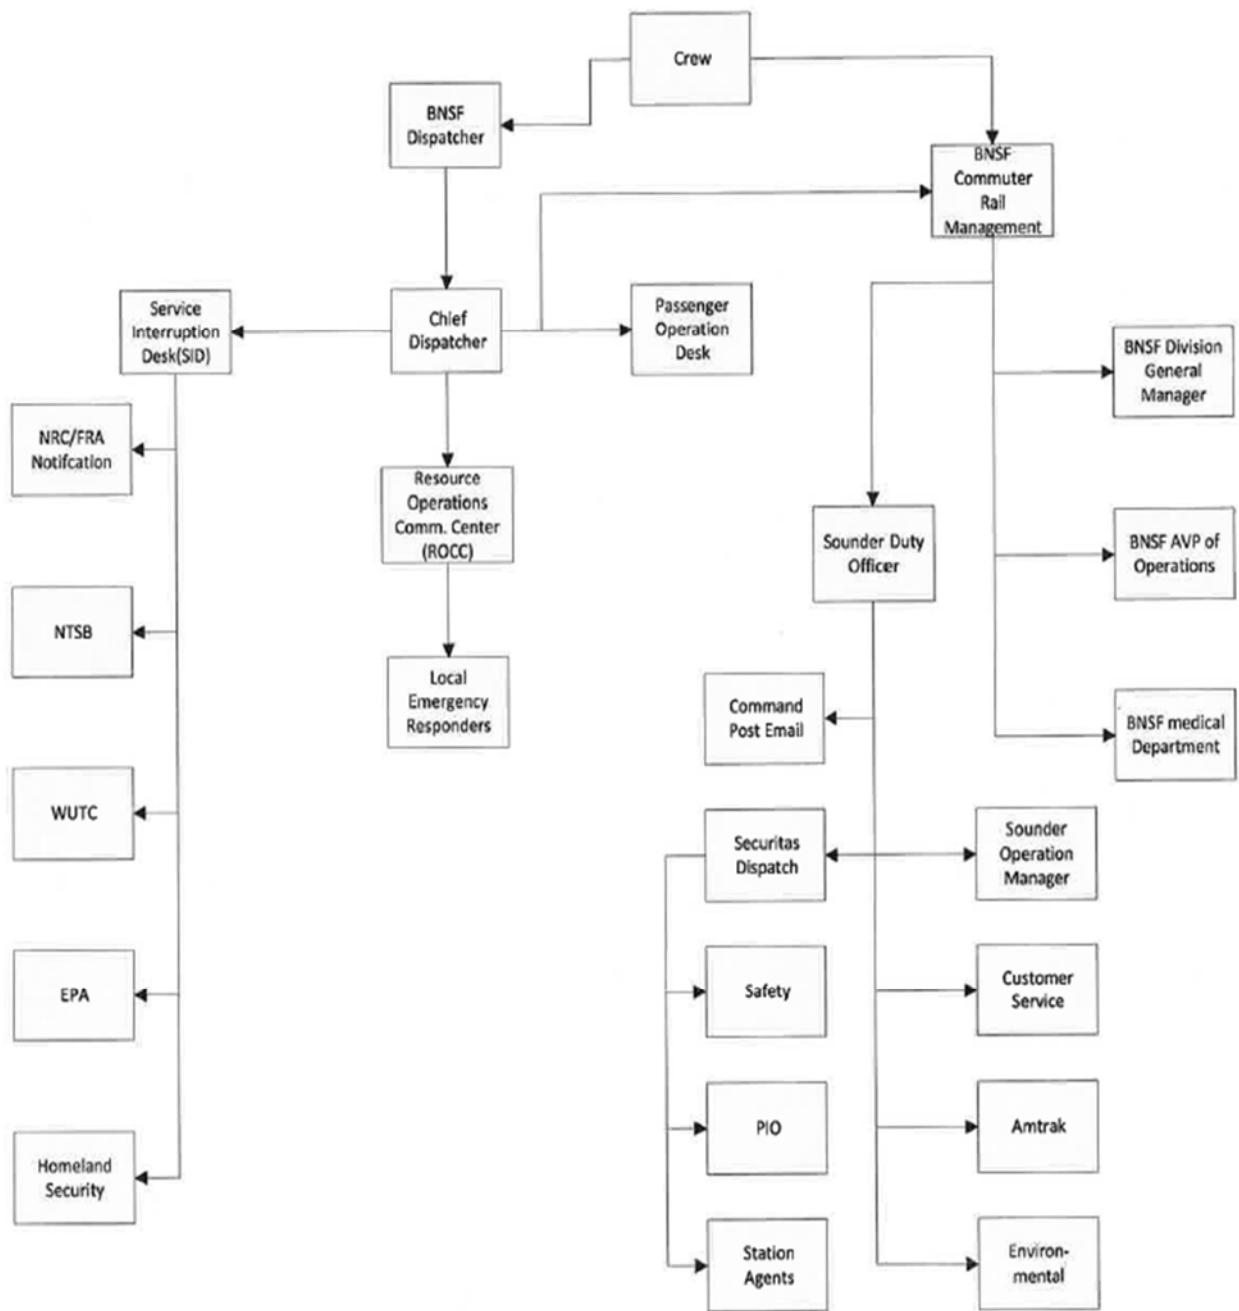 Crew
BNSF
Dispatcher
BNSF
Commuter
Rail
Management
Service
Interruption
Desk(SID)
Chief
Dispatcher
Passenger
Operation
Desk
BNSF Division
General
Manager
NRC/FRA
Notifcation
Resource
Operations
Comm. Center
(ROCC)
Sounder Duty
Officer
BNSF AVP of
Operations
NTSB
Local
Emergency
Responders
Command
Post Email
BNSF medical
Department
WUTC
Securitas
Dispatch
Sounder
Operation
Manager
EPA
Safety
Customer
Service
Homeland
Security
PIO
Amtrak
Station
Agents
Environ-
mental